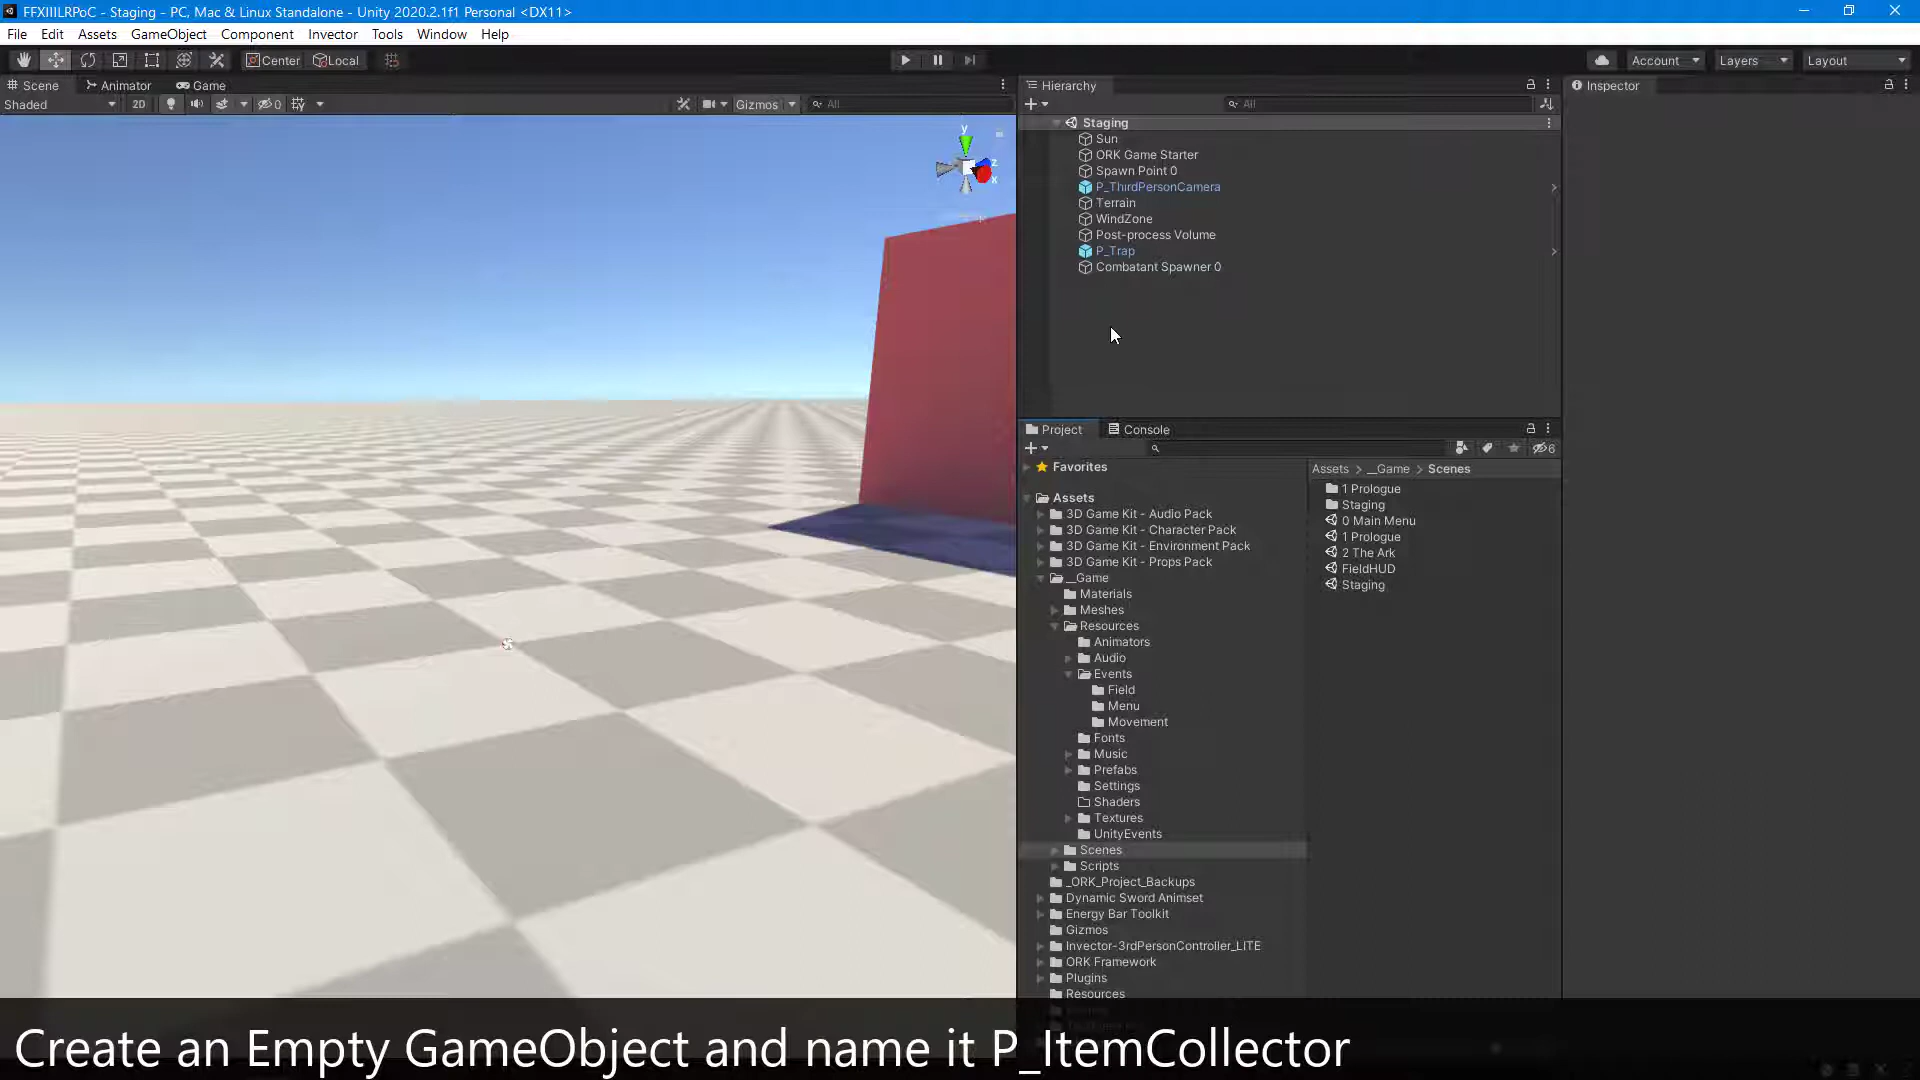 FFXIIILRPoC - Staging - PC, Mac & Linux Standalone - Unity 2020.2.1f1 Personal <DX11>
File Edit Assets GameObject Component Invector Tools Window Help
Center Local Account Layers Layout
Scene Animator Game
Shaded 2D 0 Gizmos All
y
z
x
Hierarchy
All
Staging
Sun
ORK Game Starter
Spawn Point 0
P_ThirdPersonCamera
Terrain
WindZone
Post-process Volume
P_Trap
Combatant Spawner 0
Inspector
Project Console
6
Favorites
Assets
3D Game Kit - Audio Pack
3D Game Kit - Character Pack
3D Game Kit - Environment Pack
3D Game Kit - Props Pack
__Game
Materials
Meshes
Resources
Animators
Audio
Events
Field
Menu
Movement
Fonts
Music
Prefabs
Settings
Shaders
Textures
UnityEvents
Scenes
Scripts
_ORK_Project_Backups
Dynamic Sword Animset
Energy Bar Toolkit
Gizmos
Invector-3rdPersonController_LITE
ORK Framework
Plugins
Resources
Assets > __Game > Scenes
1 Prologue
Staging
0 Main Menu
1 Prologue
2 The Ark
FieldHUD
Staging
Create an Empty GameObject and name it P_ItemCollector